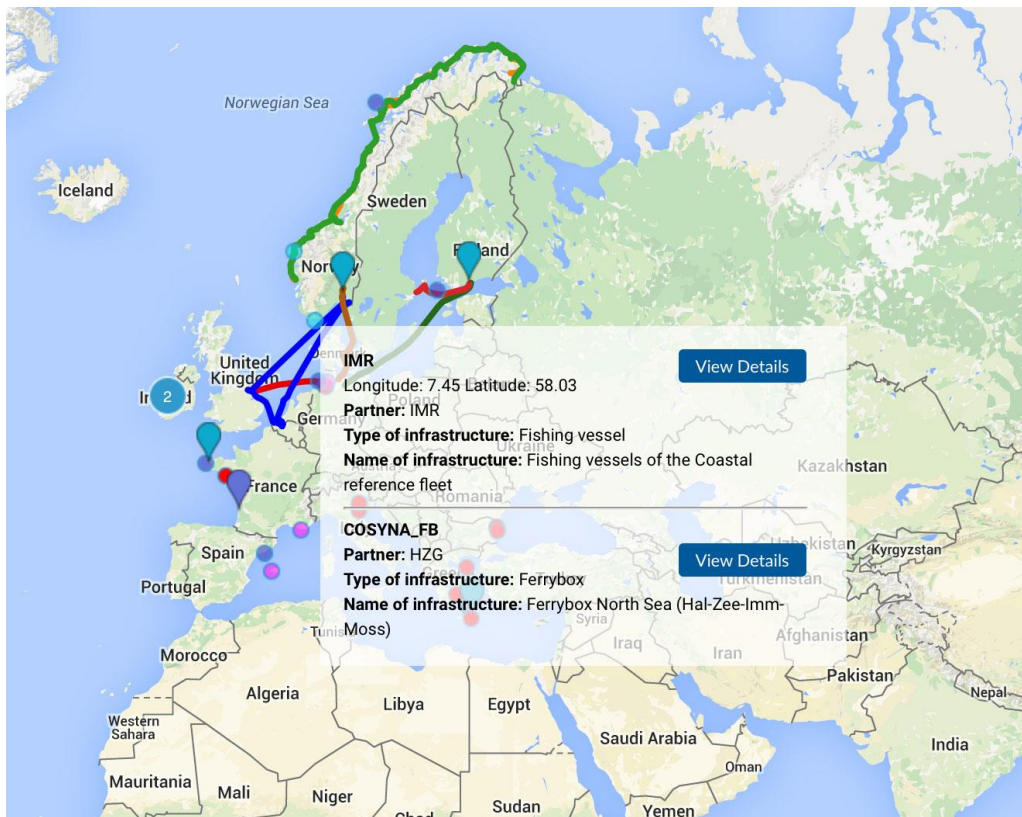 Norwegian Sea
Iceland
Sweden
Norway
United
Kingdom
2
Germany
Poland
Ukraine
Kazakhstan
France
Romania
Spain
Portugal
Uzbekistan
Kyrgyzstan
Turkmenistan
Syria
Iraq
Iran
Afghanistan
Pakistan
Nepal
India
Morocco
Algeria
Libya
Egypt
Western
Sahara
Saudi Arabia
Oman
Yemen
Mauritania
Mali
Niger
Chad
Sudan
IMR
View Details
Longitude: 7.45 Latitude: 58.03
Partner: IMR
Type of infrastructure: Fishing vessel
Name of infrastructure: Fishing vessels of the Coastal
reference fleet
COSYNA_FB
View Details
Partner: HZG
Type of infrastructure: Ferrybox
Name of infrastructure: Ferrybox North Sea (Hal-Zee-Imm-
Moss)